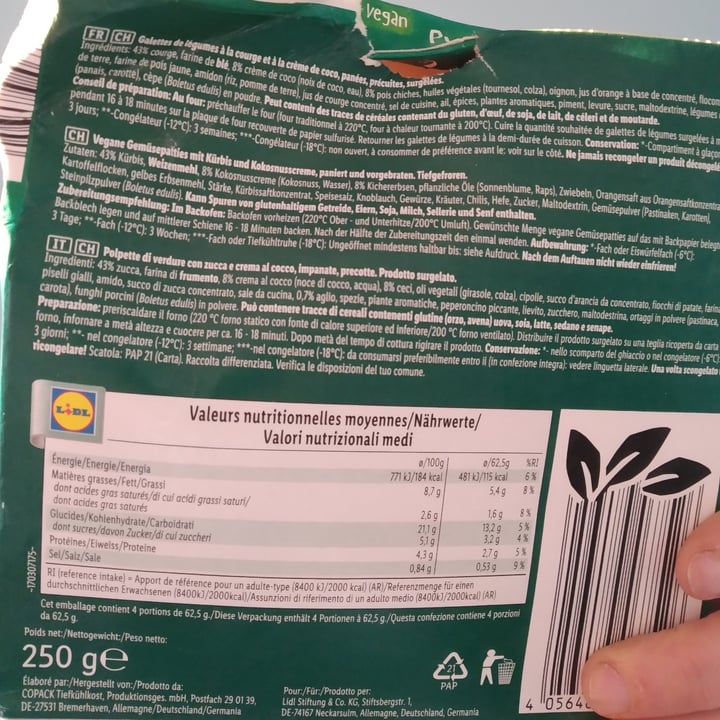 vegan
FR CH Galettes de légumes à la courge et à la crème de coco, panées, précuites, surgelées.
Ingrédients: 43% courge, farine de blé, 8% crème de coco (noix de coco, eau), 8% pois chiches, huiles végétales (tournesol, colza), oignon, jus d'orange à base de concentré,
de terre, farine de pois jaune, amidon (riz, pomme de terre), jus de courge concentré, sel de cuisine, ail, épices, plantes aromatiques, piment, levure, sucre, maltodextrine, légumes
(panais, carotte), cèpe (Boletus edulis) en poudre. Peut contenir des traces de céréales contenant du gluten, d'œuf, de soja, de lait, de céleri et de moutarde.
Conseil de préparation: Au four: préchauffer le four (four traditionnel à 220°C, four à chaleur tournante à 200°C). Cuire la quantité souhaitée de galettes de légumes surgelées
pendant 16 à 18 minutes sur la plaque de four recouverte de papier sulfurisé. Retourner les galettes de légumes à la demi-durée de cuisson. Conservation: *-Compartiment à
3 jours; **-Congélateur (-12°C): 3 semaines; ***-Congélateur (-18°C): non ouvert, à consommer de préférence avant le: voir sur le côté. Ne jamais recongeler un produit
CH Vegane Gemüsepatties mit Kürbis und Kokosnusscreme, paniert und vorgebraten. Tiefgefroren.
Zutaten: 43% Kürbis, Weizenmehl, 8% Kokosnusscreme (Kokosnuss, Wasser), 8% Kichererbsen, pflanzliche Öle (Sonnenblume, Raps), Zwiebeln, Orangensaft aus
Kartoffelflocken, gelbes Erbsenmehl, Stärke, Kürbissaftkonzentrat, Speisesalz, Knoblauch, Gewürze, Kräuter, Chilis, Hefe, Zucker, Maltodextrin, Gemüsepulver (Pastinaken, Karotten),
Steinpilzpulver (Boletus edulis). Kann Spuren von glutenhaltigem Getreide, Eiern, Soja, Milch, Sellerie und Senf enthalten.
Zubereitungsempfehlung: Im Backofen: Backofen vorheizen (220°C Ober- und Unterhitze/200°C Umluft). Gewünschte Menge vegane Gemüsepatties auf das mit Backpapier
Backblech legen und auf mittlerer Schiene 16 - 18 Minuten backen. Nach der Hälfte der Zubereitungszeit den einmal wenden. Aufbewahrung: *-Fach oder Eiswürfelfach (-6°C):
3 Tage; **-Fach (-12°C): 3 Wochen; ***-Fach oder Tiefkühltruhe (-18°C): Ungeöffnet mindestens haltbar bis: siehe Aufdruck. Nach dem Auftauen nicht wieder einfrieren!
IT CH Polpette di verdure con zucca e crema al cocco, impanate, precotte. Prodotto surgelato.
Ingredienti: 43% zucca, farina di frumento, 8% crema al cocco (noce di cocco, acqua), 8% ceci, oli vegetali (girasole, colza), cipolle, succo d'arancia da concentrato, fiocchi di patate,
piselli gialli, amido, succo di zucca concentrato, sale da cucina, 0,7% aglio, spezie, piante aromatiche, peperoncino piccante, lievito, zucchero, maltodestrina, ortaggi in polvere (pastinaca,
carota), funghi porcini (Boletus edulis) in polvere. Può contenere tracce di cereali contenenti glutine (orzo, avena) uova, soia, latte, sedano e senape.
Preparazione: preriscaldare il forno (220 °C forno statico con fonte di calore superiore ed inferiore/200 °C forno ventilato). Distribuire il prodotto surgelato su una teglia ricoperta da carta
forno, infornare a metà altezza e cuocere per ca. 16 - 18 minuti. Dopo metà del tempo di cottura rigirare il prodotto. Conservazione: *- nello scomparto del ghiaccio o nel congelatore (-6°C):
3 giorni; **- nel congelatore (-12°C): 3 settimane; ***-nel congelatore (-18°C): da consumarsi preferibilmente entro il (in confezione integra): vedere linguetta laterale. Una volta scongelato
ricongelare! Scatola: PAP 21 (Carta). Raccolta differenziata. Verifica le disposizioni del tuo comune.
LIDL
Valeurs nutritionnelles moyennes/Nährwerte/
Valori nutrizionali medi
ø/100g ø/62,5g %RI
Énergie/Energie/Energia 771 kJ/184 kcal 481 kJ/115 kcal 6 %
Matières grasses/Fett/Grassi 8,7 g 5,4 g 8 %
dont acides gras saturés/di cui acidi grassi saturi/
dont acides gras saturés 2,6 g 1,6 g 8 %
Glucides/Kohlenhydrate/Carboidrati 21,1 g 13,2 g 5 %
dont sucres/davon Zucker/di cui zuccheri 5,1 g 3,2 g 4 %
Protéines/Eiweiss/Proteine 4,3 g 2,7 g 5 %
Sel/Salz/Sale 0,84 g 0,53 g 9 %
RI (reference intake) = Apport de référence pour un adulte-type (8400 kJ/2000 kcal) (AR)/Referenzmenge für einen
durchschnittlichen Erwachsenen (8400kJ/2000kcal)/Assunzioni di riferimento di un adulto medio (8400kJ/2000kcal) (AR)
-170307175-
Cet emballage contient 4 portions de 62,5 g./Diese Verpackung enthält 4 Portionen à 62,5 g./Questa confezione contiene 4 porzioni
da 62,5 g.
Poids net:/Nettogewicht:/Peso netto:
250 g e
Élaboré par:/Hergestellt von:/Prodotto da:
COPACK Tiefkühlkost, Produktionsges. mbH, Postfach 29 01 39,
DE-27531 Bremerhaven, Allemagne/Deutschland/Germania
Pour:/Für:/Prodotto per:
Lidl Stiftung & Co. KG, Stiftsbergstr. 1,
DE-74167 Neckarsulm, Allemagne, Deutschland, Germania
21
PAP
4 0564